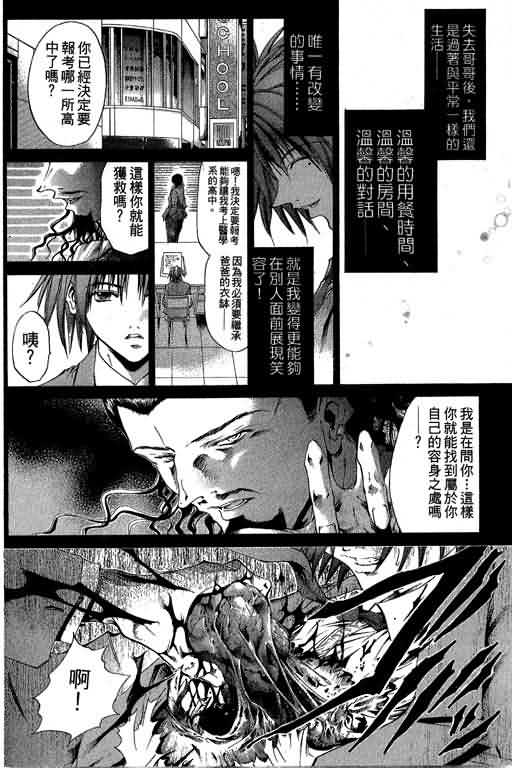 失去哥哥後，我們還
是過著與平常一樣的
生活——
溫馨的用餐時間、
溫馨的房間、
溫馨的對話——
唯一有改變
的事情……
就是我變得更能夠
在別人面前展現笑
容了！
SCHOOL
你已經決定要
報考哪一所高
中了嗎？
嗯！我決定要報考
能夠讓我考上醫學
系的高中。
因為我必須要繼承
爸爸的衣缽——
這樣你就能
獲救嗎？
咦？
我是在問你…這樣
你就能找到屬於你
自己的容身之處嗎
——？
啊！